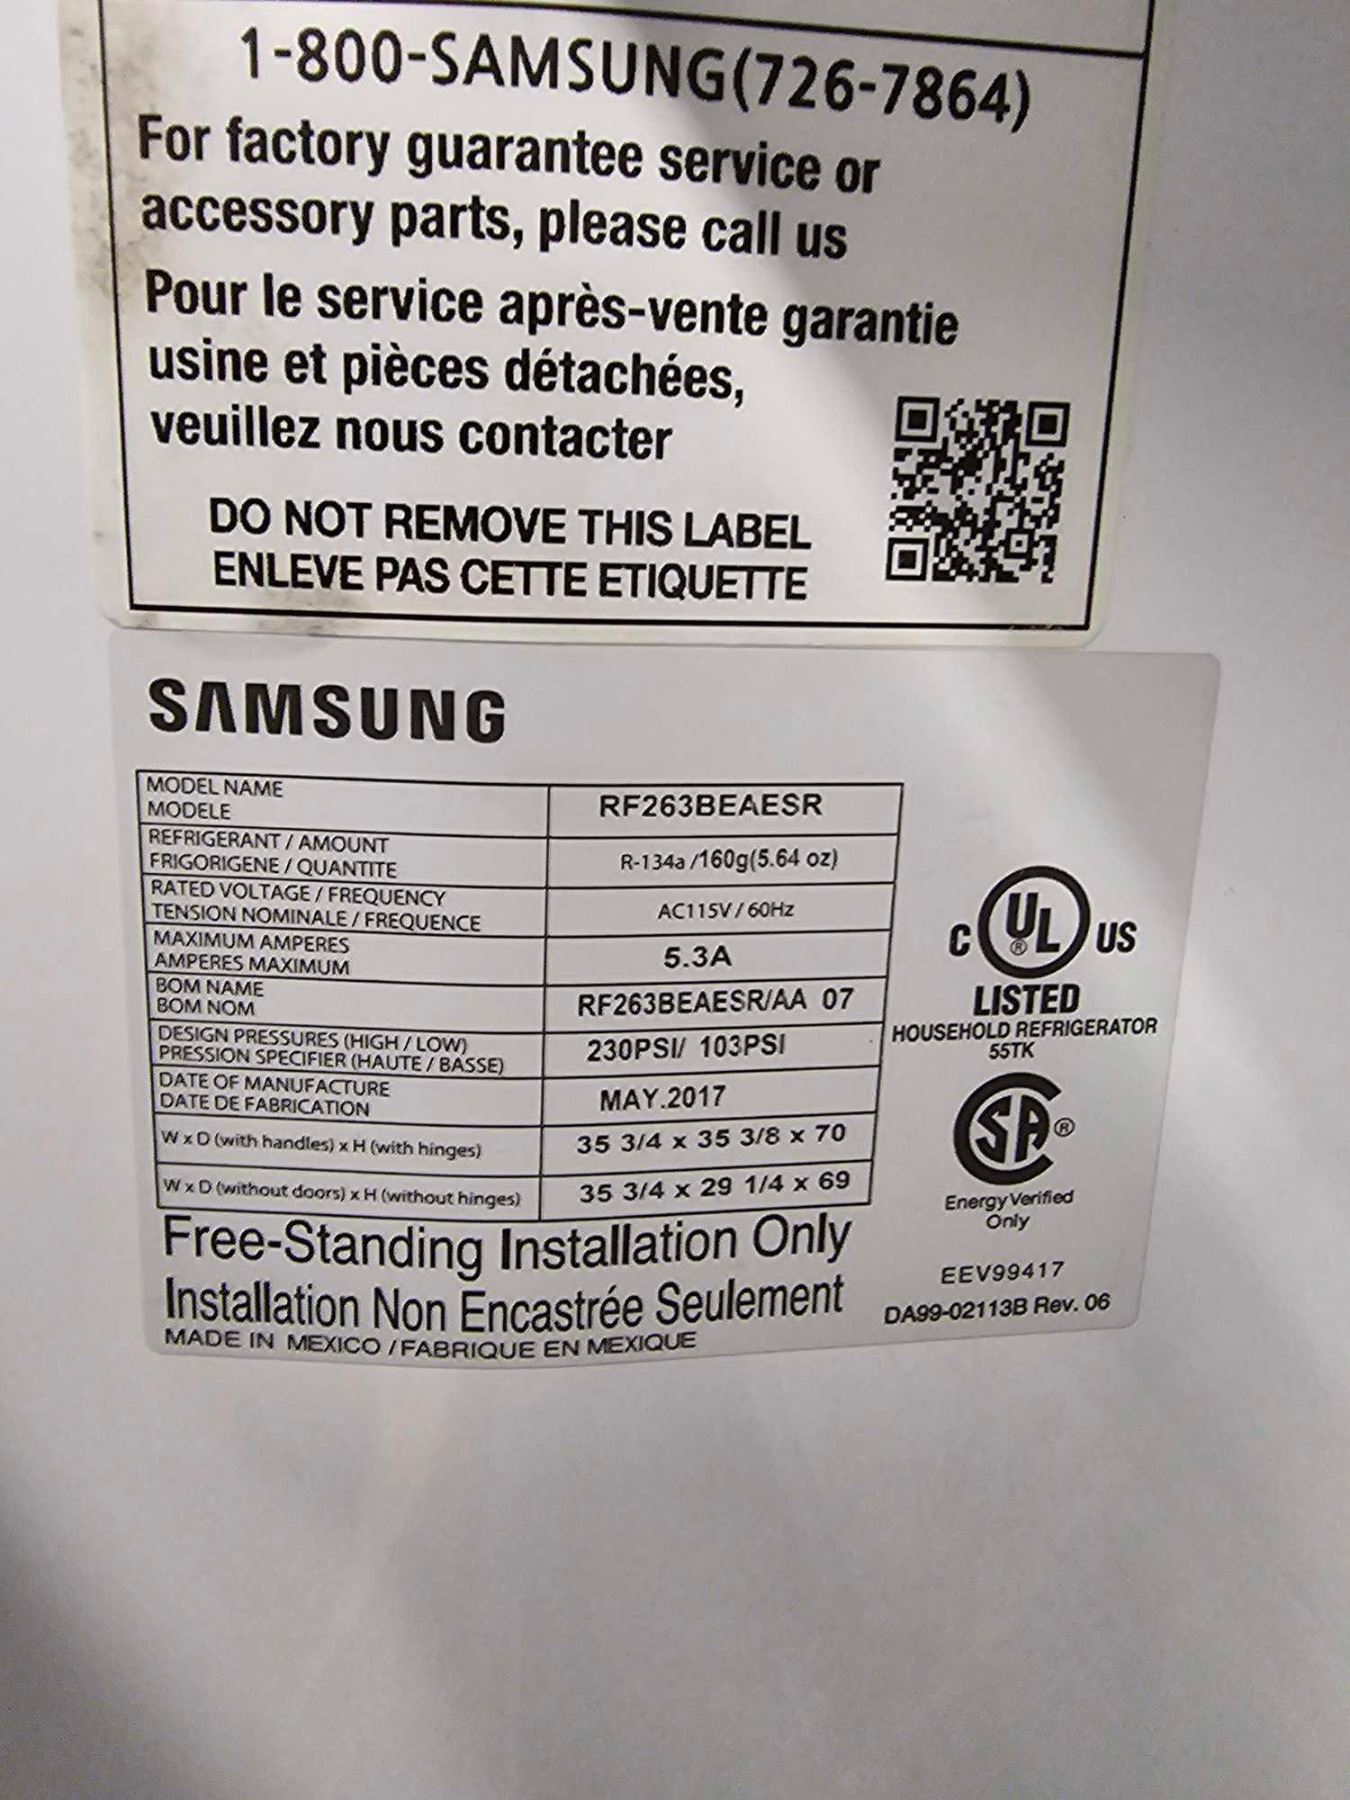 1-800-SAMSUNG(726-7864)
For factory guarantee service or
accessory parts, please call us
Pour le service après-vente garantie
usine et pièces détachées,
veuillez nous contacter
DO NOT REMOVE THIS LABEL
ENLEVE PAS CETTE ETIQUETTE
SAMSUNG
MODEL NAME
MODELE
RF263BEAESR
REFRIGERANT / AMOUNT
FRIGORIGENE / QUANTITE
R-134a /160g(5.64 oz)
RATED VOLTAGE / FREQUENCY
TENSION NOMINALE / FREQUENCE
AC115V / 60Hz
MAXIMUM AMPERES
AMPERES MAXIMUM
5.3A
BOM NAME
BOM NOM
RF263BEAESR/AA 07
DESIGN PRESSURES (HIGH / LOW)
PRESSION SPECIFIER (HAUTE / BASSE)
230PSI/ 103PSI
DATE OF MANUFACTURE
DATE DE FABRICATION
MAY.2017
W x D (with handles) x H (with hinges)
35 3/4 x 35 3/8 x 70
W x D (without doors) x H (without hinges)
35 3/4 x 29 1/4 x 69
Free-Standing Installation Only
Installation Non Encastrée Seulement
MADE IN MEXICO / FABRIQUE EN MEXIQUE
C UL ® US
LISTED
HOUSEHOLD REFRIGERATOR
55TK
SA ®
Energy Verified
Only
EEV99417
DA99-02113B Rev. 06